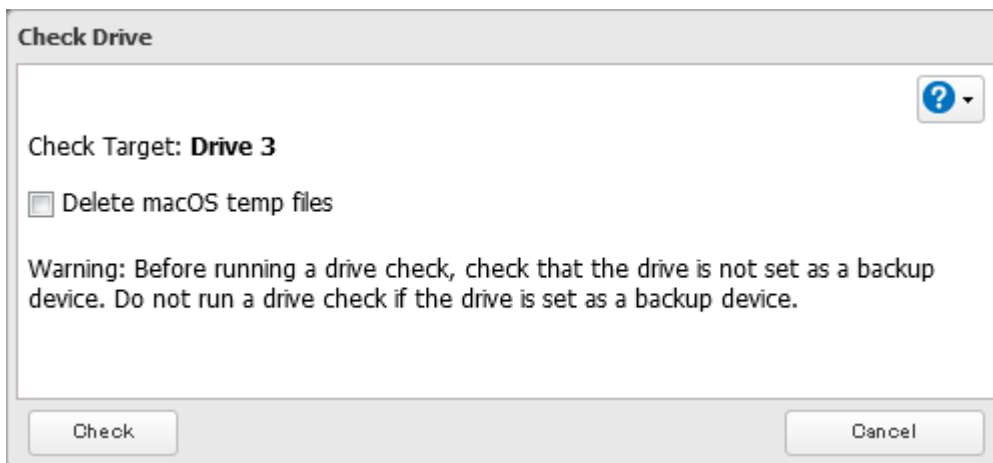 Check Drive
?
Check Target: Drive 3
Delete macOS temp files
Warning: Before running a drive check, check that the drive is not set as a backup
device. Do not run a drive check if the drive is set as a backup device.
Check
Cancel